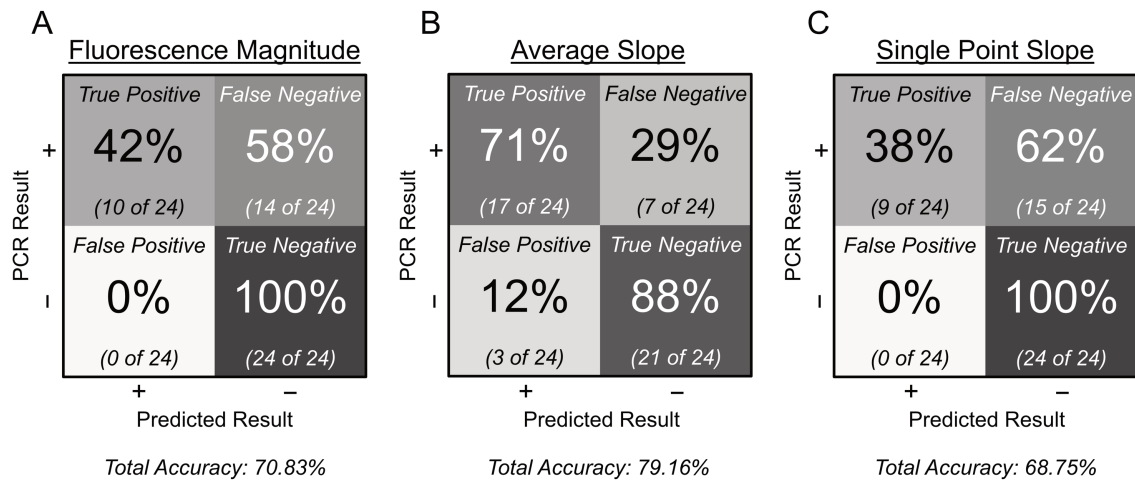 A
Fluorescence Magnitude
True Positive
42%
(10 of 24)
False Negative
58%
(14 of 24)
False Positive
0%
(0 of 24)
True Negative
100%
(24 of 24)
PCR Result
+
−
+
−
Predicted Result
Total Accuracy: 70.83%
B
Average Slope
True Positive
71%
(17 of 24)
False Negative
29%
(7 of 24)
False Positive
12%
(3 of 24)
True Negative
88%
(21 of 24)
PCR Result
+
−
+
−
Predicted Result
Total Accuracy: 79.16%
C
Single Point Slope
True Positive
38%
(9 of 24)
False Negative
62%
(15 of 24)
False Positive
0%
(0 of 24)
True Negative
100%
(24 of 24)
PCR Result
+
−
+
−
Predicted Result
Total Accuracy: 68.75%